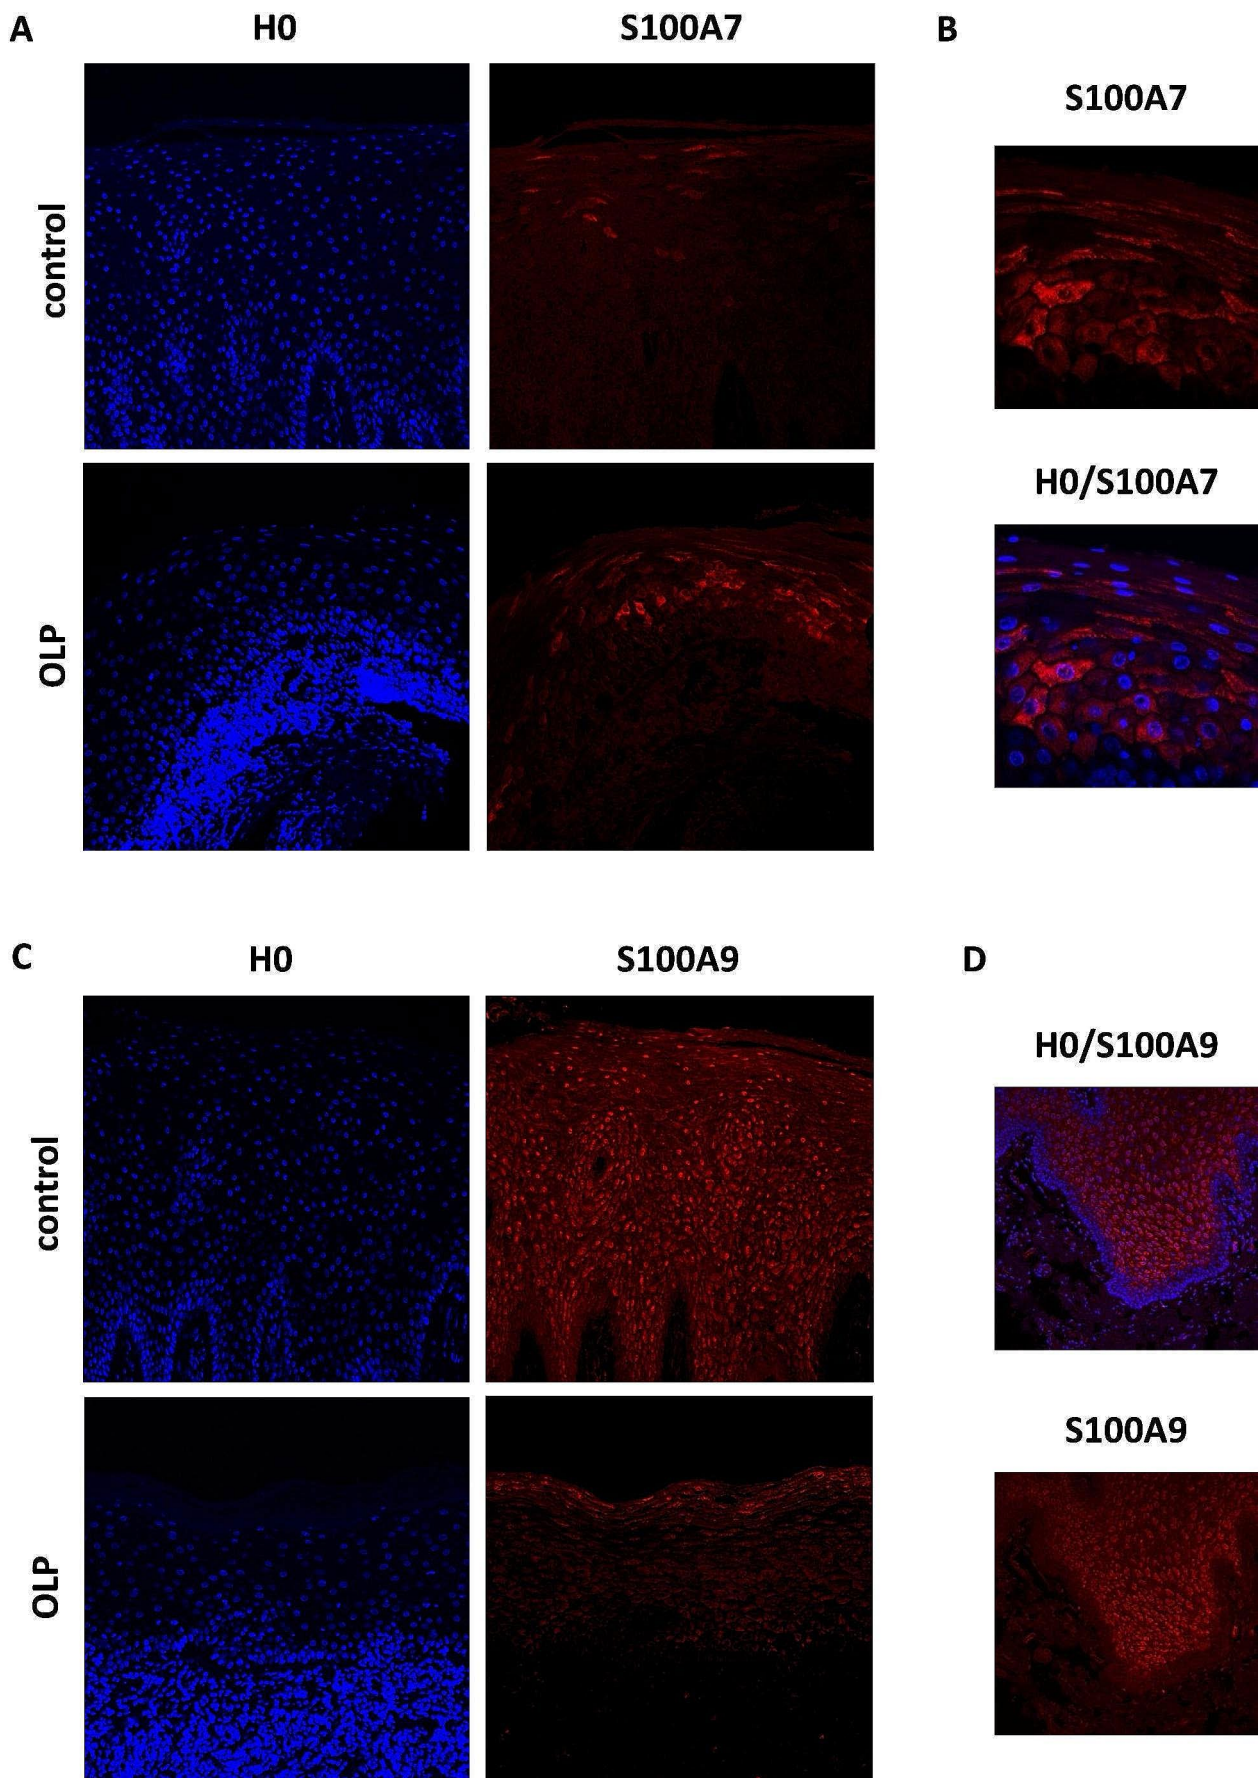 A
H0
S100A7
B
S100A7
control
H0/S100A7
OLP
C
H0
S100A9
D
H0/S100A9
control
S100A9
OLP